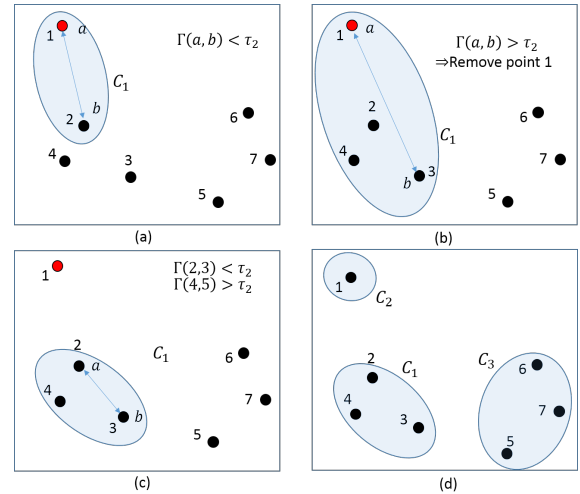 1 a
Γ(a, b) < τ₂
C₁
b
2
4 3
6
7
5
(a)
1 a
Γ(a, b) > τ₂
⇒Remove point 1
2
C₁
4
b 3
6
7
5
(b)
1
Γ(2,3) < τ₂
Γ(4,5) > τ₂
2
a
C₁
4
3 b
6
7
5
(c)
1
C₂
2 C₁
4
3
C₃
6
7
5
(d)